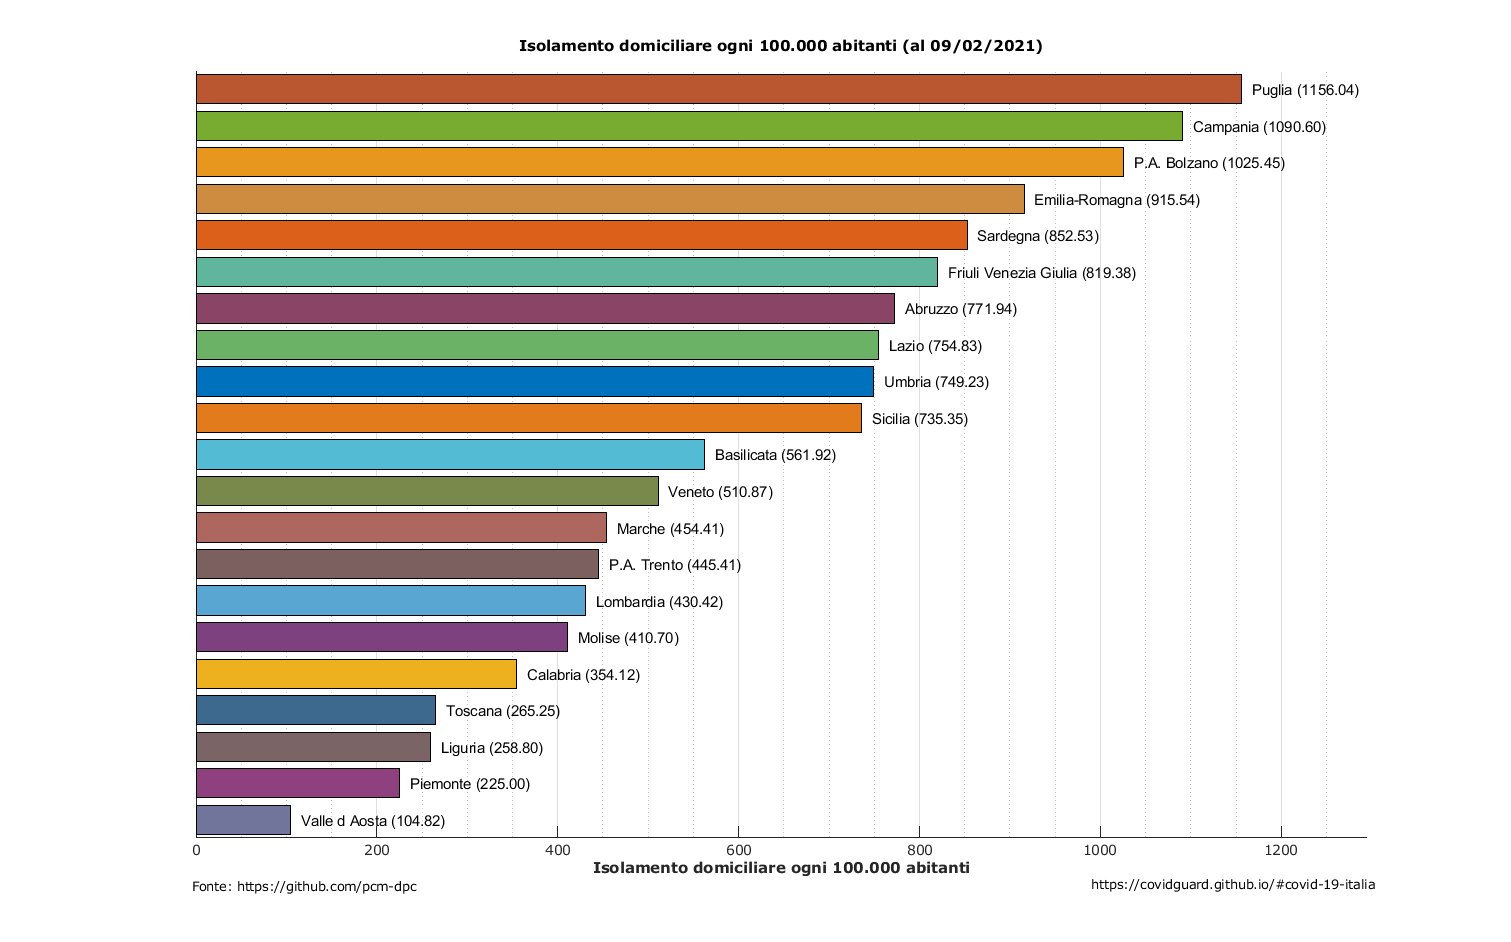 Isolamento domiciliare ogni 100.000 abitanti (al 09/02/2021)
Puglia (1156.04)
Campania (1090.60)
P.A. Bolzano (1025.45)
Emilia-Romagna (915.54)
Sardegna (852.53)
Friuli Venezia Giulia (819.38)
Abruzzo (771.94)
Lazio (754.83)
Umbria (749.23)
Sicilia (735.35)
Basilicata (561.92)
Veneto (510.87)
Marche (454.41)
P.A. Trento (445.41)
Lombardia (430.42)
Molise (410.70)
Calabria (354.12)
Toscana (265.25)
Liguria (258.80)
Piemonte (225.00)
Valle d Aosta (104.82)
0 200 400 600 800 1000 1200
Isolamento domiciliare ogni 100.000 abitanti
Fonte: https://github.com/pcm-dpc
https://covidguard.github.io/#covid-19-italia